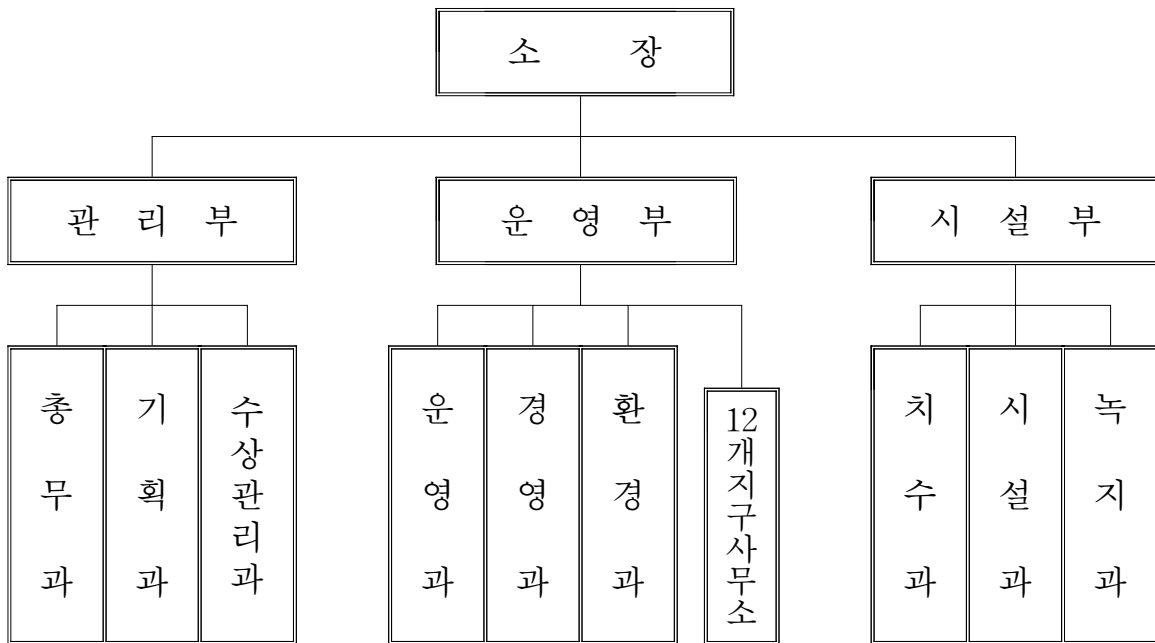 소 장
관 리 부
운 영 부
시 설 부
총무과
기획과
수상관리과
운영과
경영과
환경과
12개지구사무소
치수과
시설과
녹지과